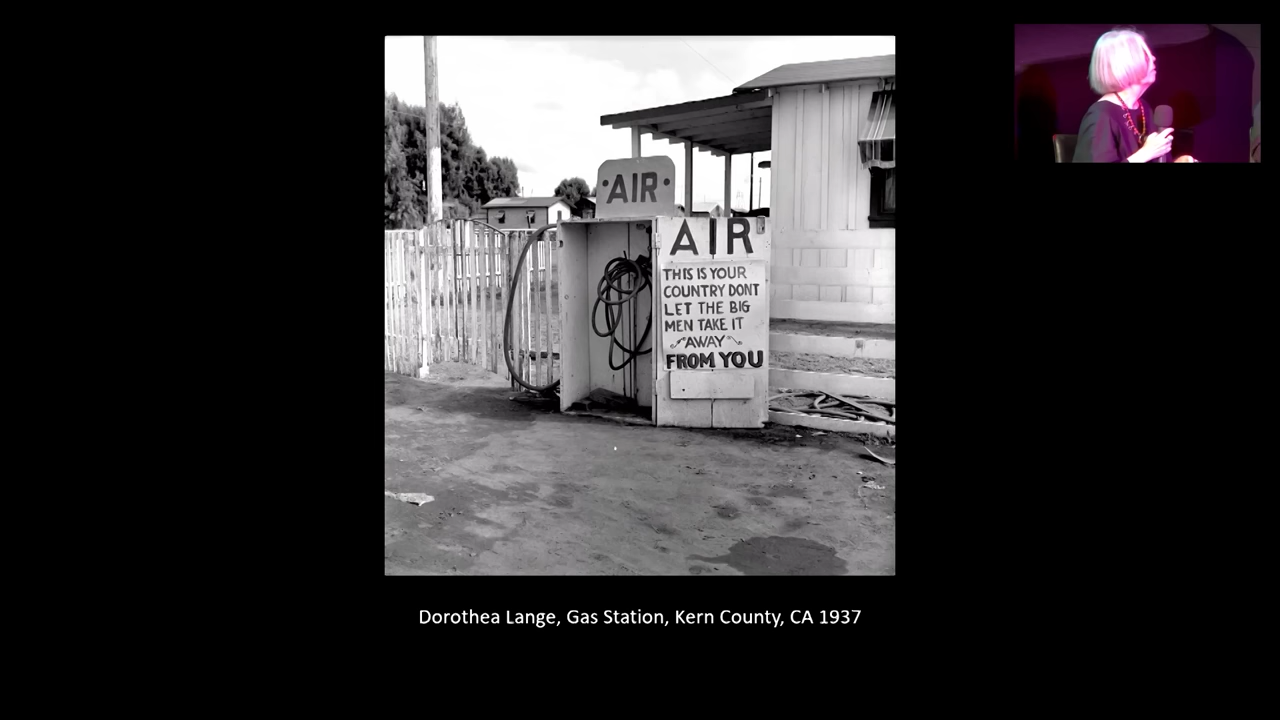 •AIR•
AIR
THIS IS YOUR
COUNTRY DONT
LET THE BIG
MEN TAKE IT
AWAY
FROM YOU
Dorothea Lange, Gas Station, Kern County, CA 1937